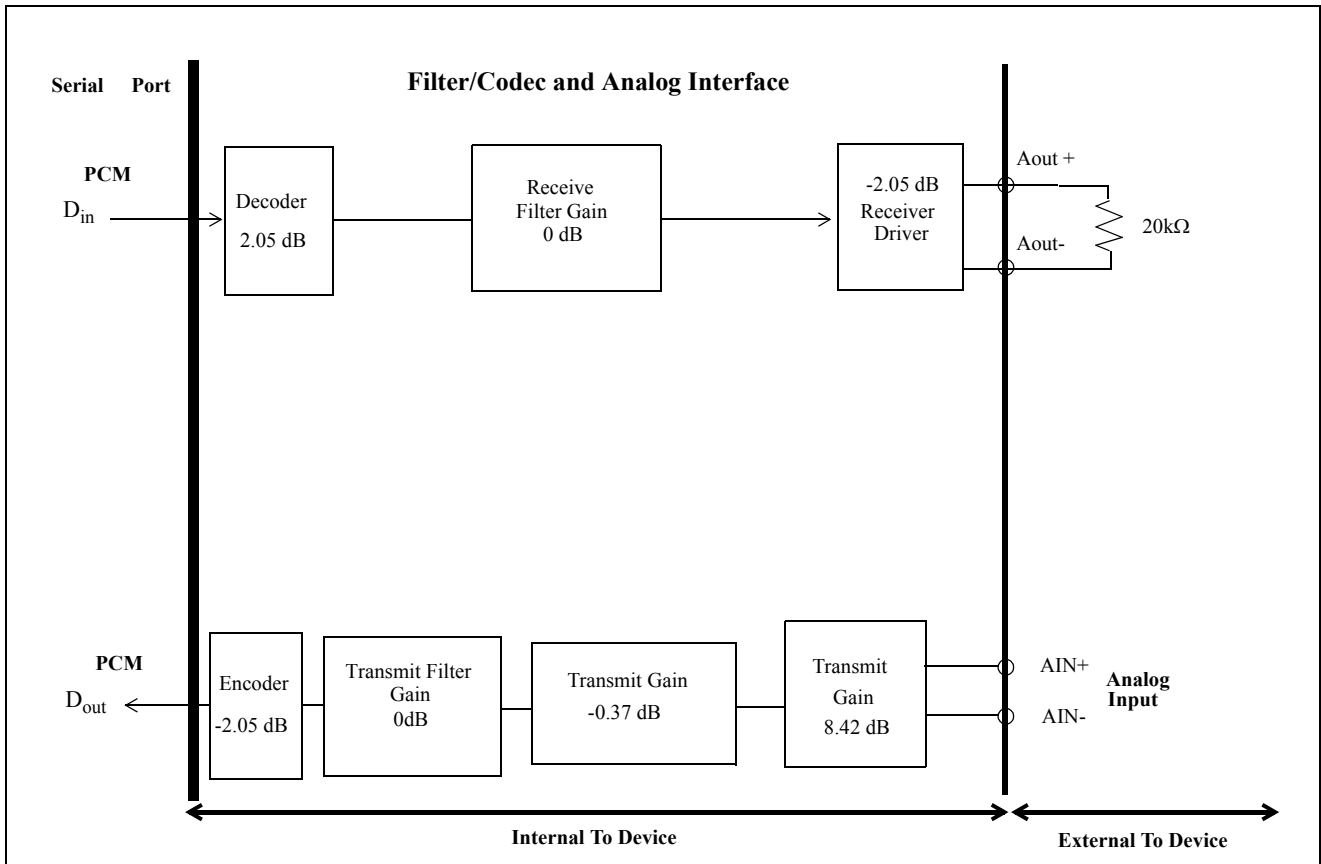 Filter/Codec and Analog Interface
Serial Port
PCM
D_in
Decoder
2.05 dB
Receive
Filter Gain
0 dB
-2.05 dB
Receiver
Driver
Aout +
Aout-
20kΩ
PCM
D_out
Encoder
-2.05 dB
Transmit Filter
Gain
0dB
Transmit Gain
-0.37 dB
Transmit
Gain
8.42 dB
AIN+
AIN-
Analog
Input
Internal To Device
External To Device